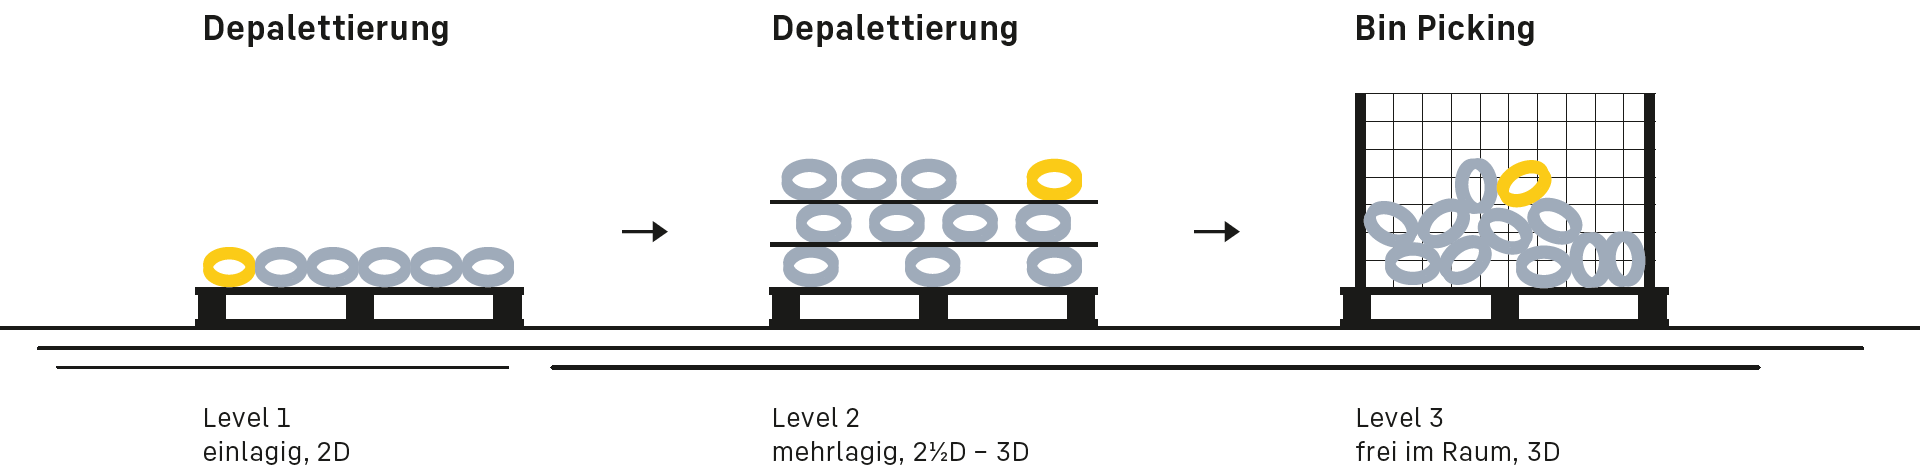 Depalettierung
Depalettierung
Bin Picking
Level 1
einlagig, 2D
Level 2
mehrlagig, 2½D – 3D
Level 3
frei im Raum, 3D